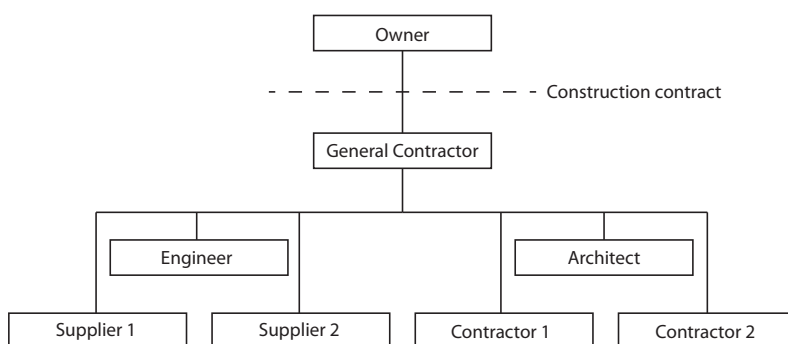 Owner
Construction contract
General Contractor
Engineer
Architect
Supplier 1
Supplier 2
Contractor 1
Contractor 2